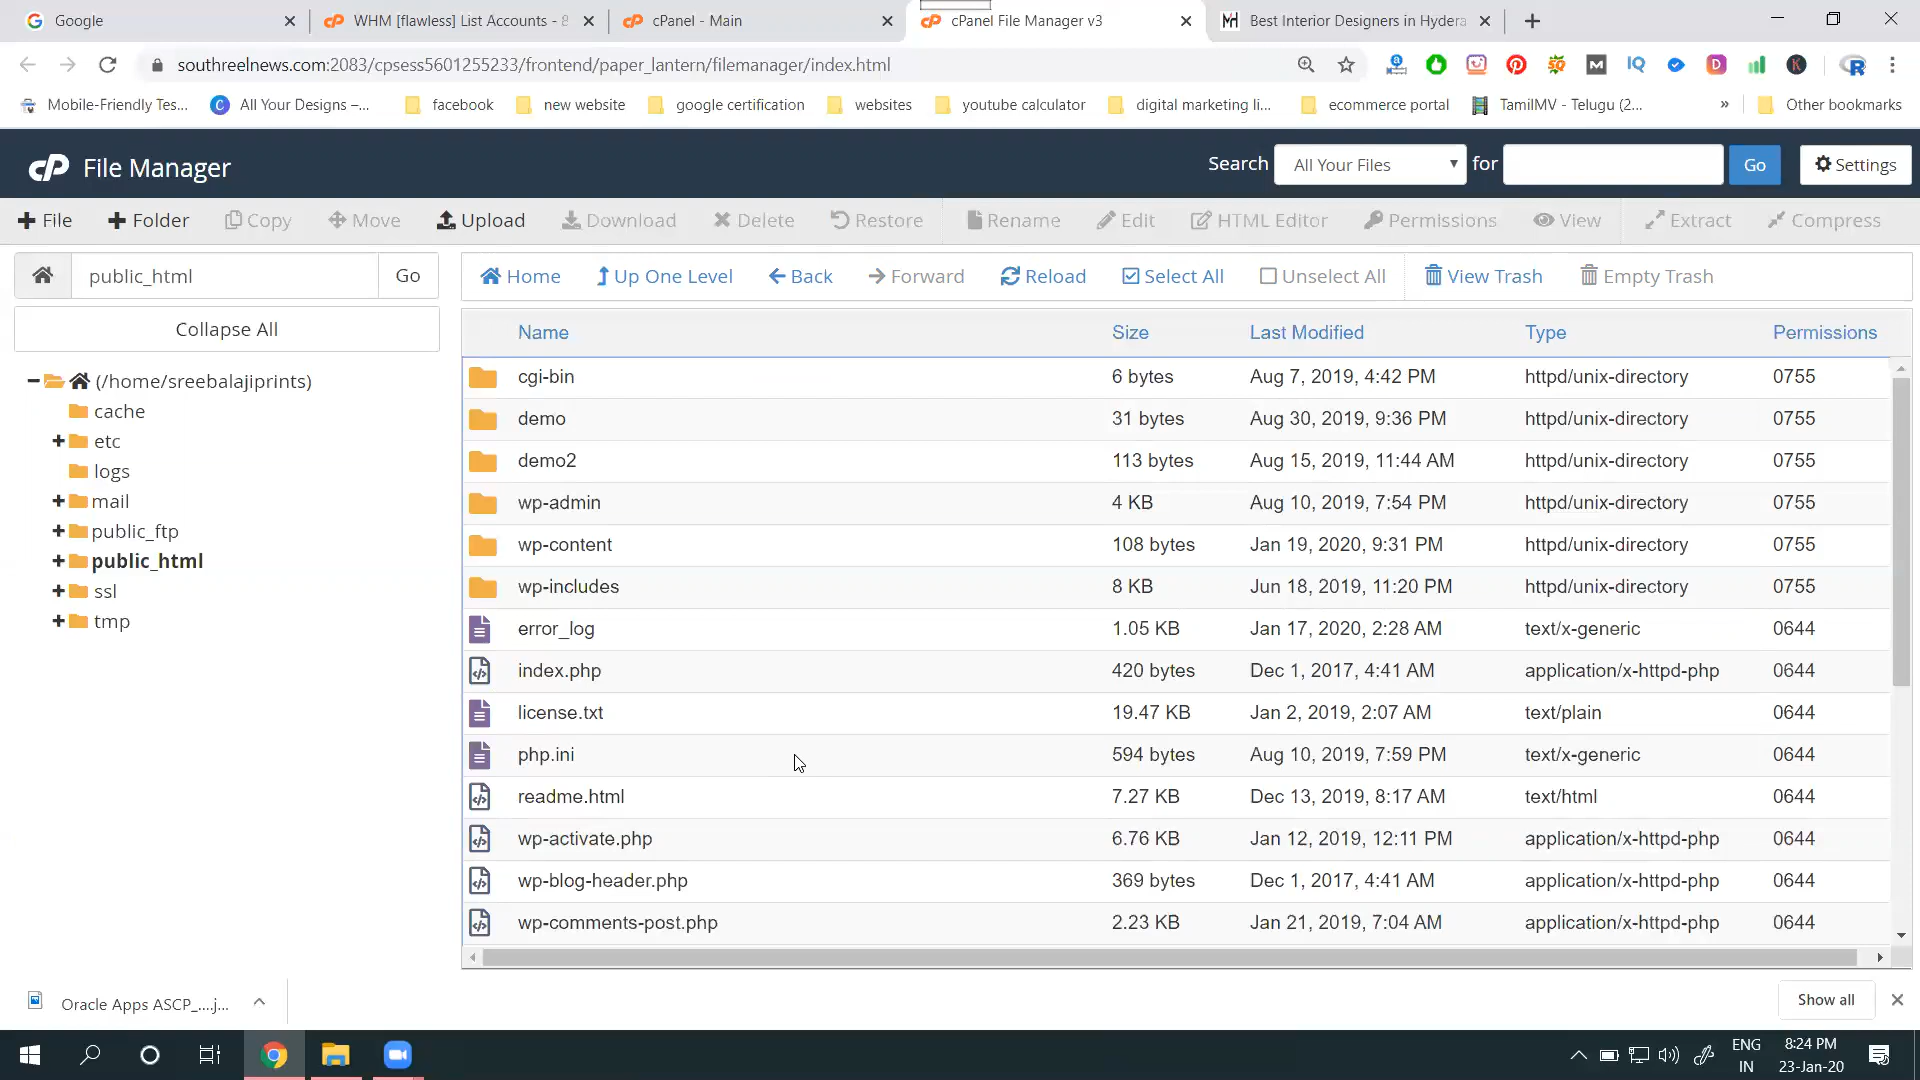 Google
WHM [flawless] List Accounts - 8
cPanel - Main
cPanel File Manager v3
Best Interior Designers in Hydera
southreelnews.com:2083/cpsess5601255233/frontend/paper_lantern/filemanager/index.html
Mobile-Friendly Tes...
All Your Designs –...
facebook
new website
google certification
websites
youtube calculator
digital marketing li...
ecommerce portal
TamilMV - Telugu (2...
»
Other bookmarks
cP File Manager
Search
All Your Files
for
Go
Settings
File
Folder
Copy
Move
Upload
Download
Delete
Restore
Rename
Edit
HTML Editor
Permissions
View
Extract
Compress
public_html
Go
Collapse All
(/home/sreebalajiprints)
cache
etc
logs
mail
public_ftp
public_html
ssl
tmp
Home
Up One Level
Back
Forward
Reload
Select All
Unselect All
View Trash
Empty Trash
Name Size Last Modified Type Permissions
cgi-bin 6 bytes Aug 7, 2019, 4:42 PM httpd/unix-directory 0755
demo 31 bytes Aug 30, 2019, 9:36 PM httpd/unix-directory 0755
demo2 113 bytes Aug 15, 2019, 11:44 AM httpd/unix-directory 0755
wp-admin 4 KB Aug 10, 2019, 7:54 PM httpd/unix-directory 0755
wp-content 108 bytes Jan 19, 2020, 9:31 PM httpd/unix-directory 0755
wp-includes 8 KB Jun 18, 2019, 11:20 PM httpd/unix-directory 0755
error_log 1.05 KB Jan 17, 2020, 2:28 AM text/x-generic 0644
index.php 420 bytes Dec 1, 2017, 4:41 AM application/x-httpd-php 0644
license.txt 19.47 KB Jan 2, 2019, 2:07 AM text/plain 0644
php.ini 594 bytes Aug 10, 2019, 7:59 PM text/x-generic 0644
readme.html 7.27 KB Dec 13, 2019, 8:17 AM text/html 0644
wp-activate.php 6.76 KB Jan 12, 2019, 12:11 PM application/x-httpd-php 0644
wp-blog-header.php 369 bytes Dec 1, 2017, 4:41 AM application/x-httpd-php 0644
wp-comments-post.php 2.23 KB Jan 21, 2019, 7:04 AM application/x-httpd-php 0644
Oracle Apps ASCP_....j...
Show all
ENG
IN
8:24 PM
23-Jan-20